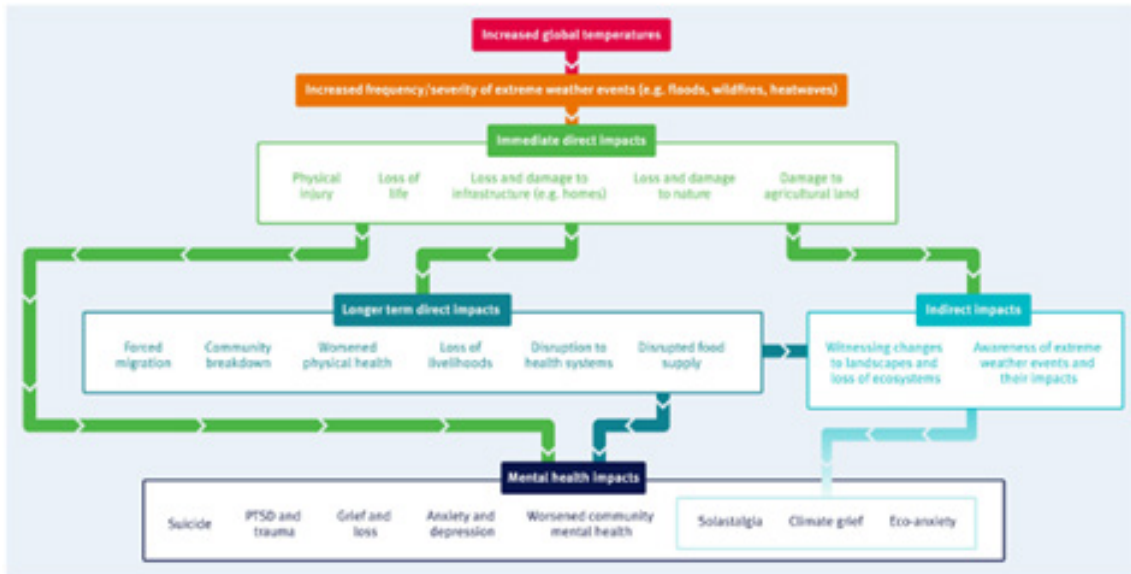 Increased global temperatures
Increased frequency/severity of extreme weather events (e.g. floods, wildfires, heatwaves)
Immediate direct impacts
Physical
injury
Loss of
life
Loss and damage to
infrastructure (e.g. homes)
Loss and damage
to nature
Damage to
agricultural land
Longer term direct impacts
Forced
migration
Community
breakdown
Worsened
physical health
Loss of
livelihoods
Disruption to
health systems
Disrupted food
supply
Indirect impacts
Witnessing changes
to landscapes and
loss of ecosystems
Awareness of extreme
weather events and
their impacts
Mental health impacts
Suicide
PTSD and
trauma
Grief and
loss
Anxiety and
depression
Worsened community
mental health
Solastalgia
Climate grief
Eco-anxiety